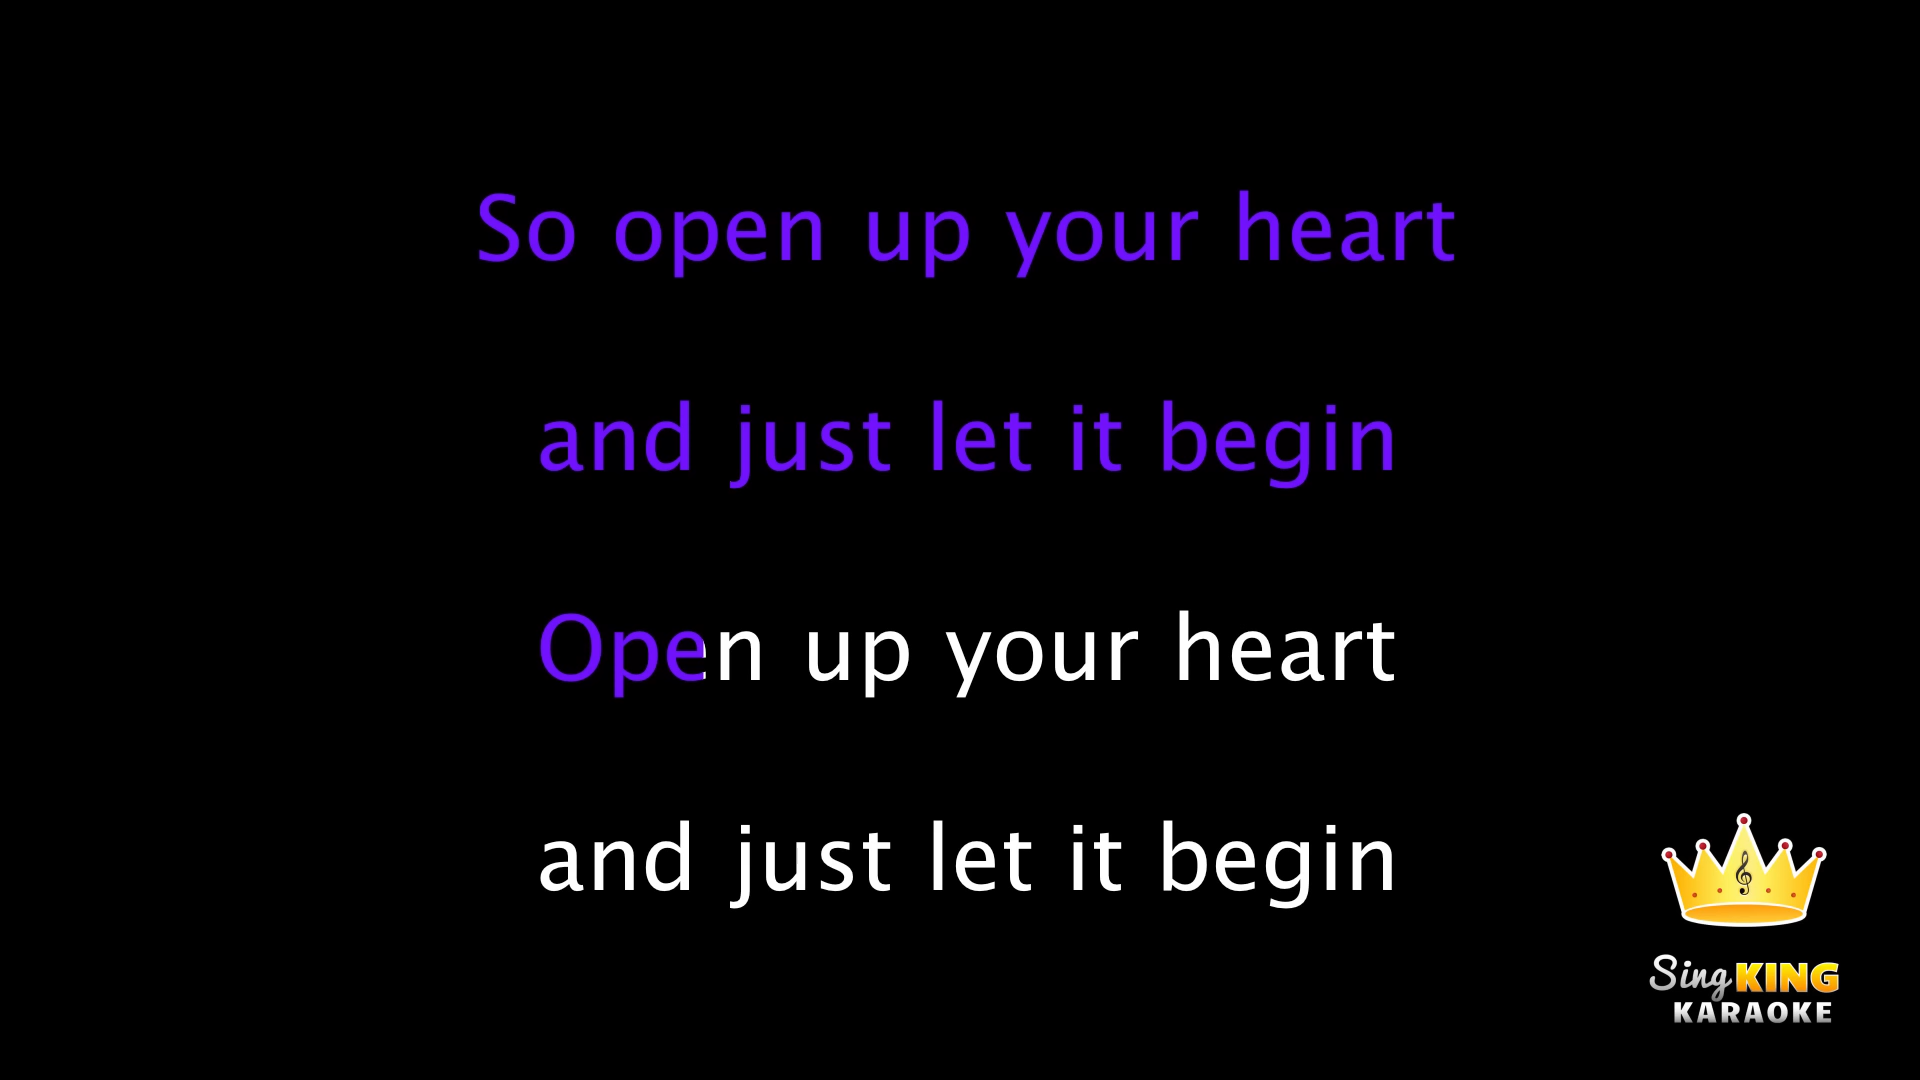 So open up your heart
and just let it begin
Open up your heart
and just let it begin
Sing KING
KARAOKE